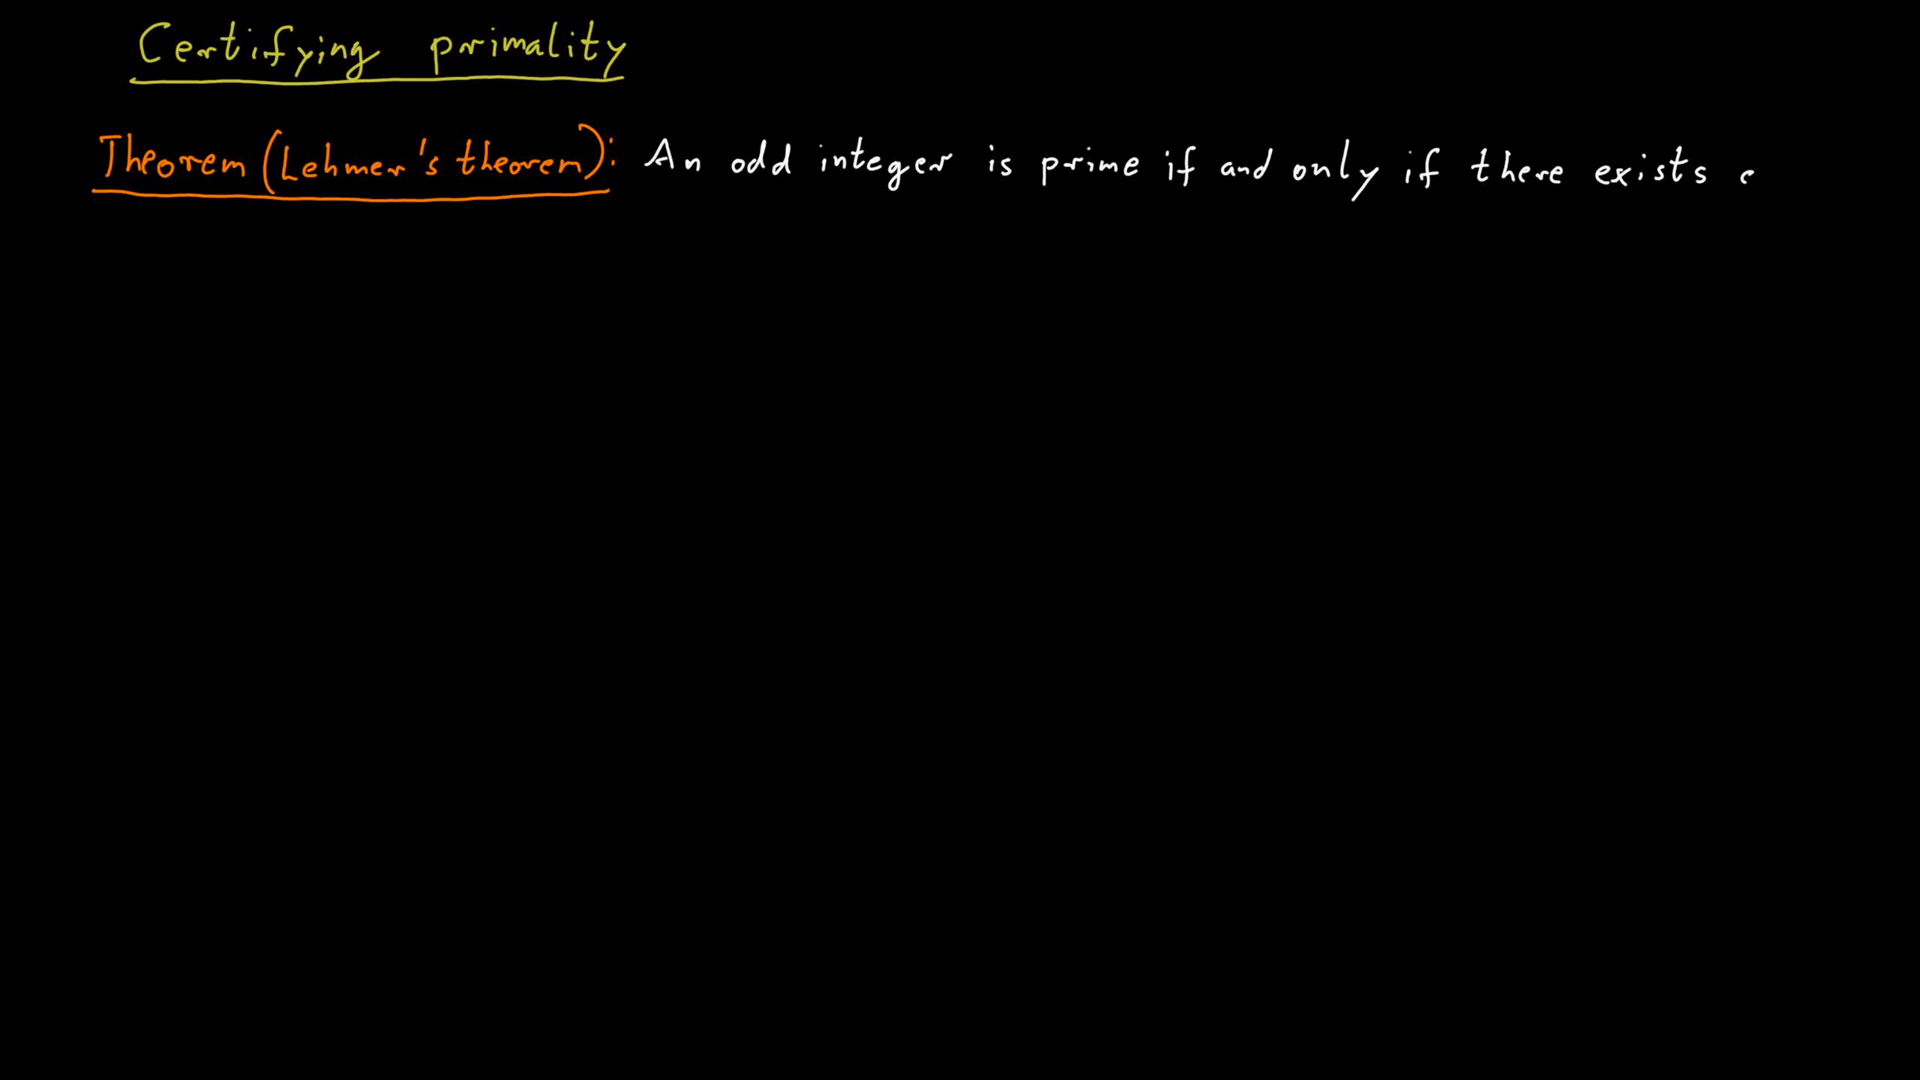 Certifying primality
Theorem (Lehmer's theorem): An odd integer is prime if and only if there exists